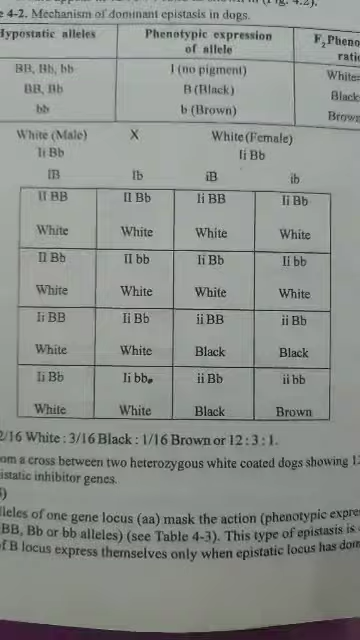 e 4-2. Mechanism of dominant epistasis in dogs.
Hypostatic alleles Phenotypic expression of allele F₂ Pheno ratio
BB, Bb, bb I (no pigment) White=
BB, Bb B (Black) Black
bb b (Brown) Brown
White (Male) X White (Female)
Ii Bb Ii Bb
IB Ib iB ib
II BB II Bb Ii BB Ii Bb
White White White White
II Bb II bb Ii Bb Ii bb
White White White White
Ii BB Ii Bb ii BB ii Bb
White White Black Black
Ii Bb Ii bb ii Bb ii bb
White White Black Brown
2/16 White : 3/16 Black : 1/16 Brown or 12 : 3 : 1.
om a cross between two heterozygous white coated dogs showing 12
istatic inhibitor genes.
lleles of one gene locus (aa) mask the action (phenotypic expre
BB, Bb or bb alleles) (see Table 4-3). This type of epistasis is
of B locus express themselves only when epistatic locus has dom